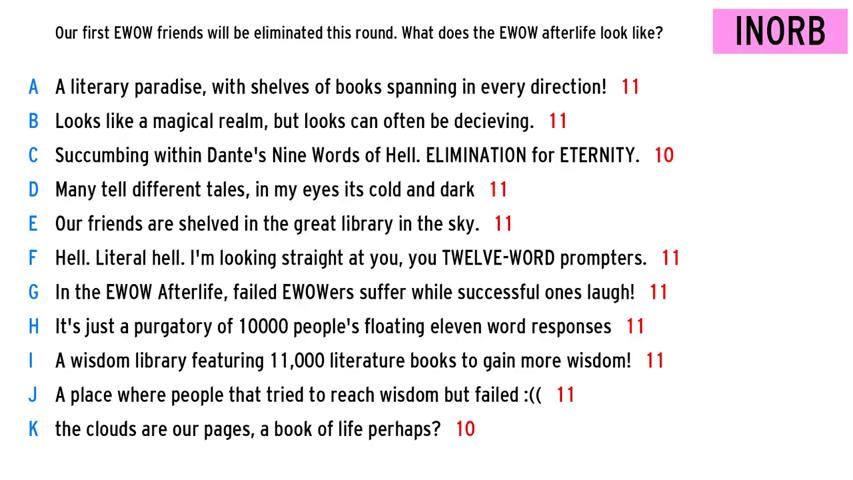 Our first EWOW friends will be eliminated this round. What does the EWOW afterlife look like?
INORB
A A literary paradise, with shelves of books spanning in every direction! 11
B Looks like a magical realm, but looks can often be decieving. 11
C Succumbing within Dante's Nine Words of Hell. ELIMINATION for ETERNITY. 10
D Many tell different tales, in my eyes its cold and dark 11
E Our friends are shelved in the great library in the sky. 11
F Hell. Literal hell. I'm looking straight at you, you TWELVE-WORD prompters. 11
G In the EWOW Afterlife, failed EWOWers suffer while successful ones laugh! 11
H It's just a purgatory of 10000 people's floating eleven word responses 11
I A wisdom library featuring 11,000 literature books to gain more wisdom! 11
J A place where people that tried to reach wisdom but failed :(( 11
K the clouds are our pages, a book of life perhaps? 10